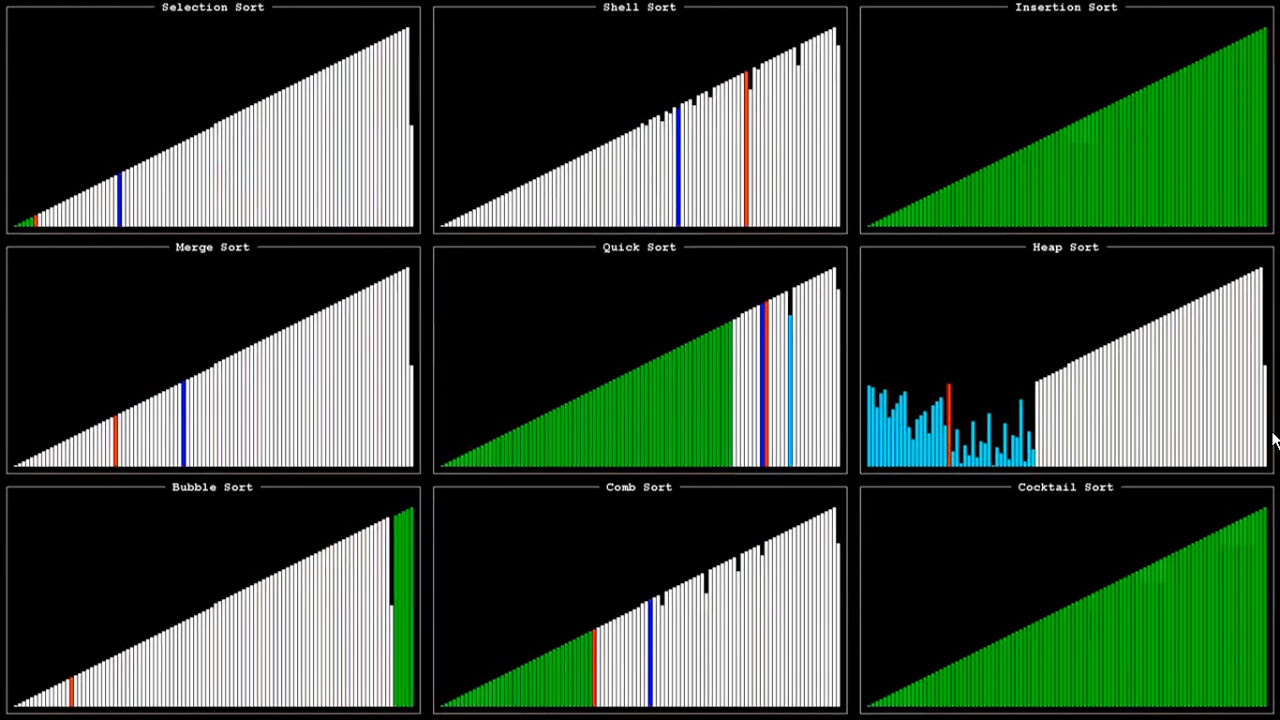 Selection Sort
Shell Sort
Insertion Sort
Merge Sort
Quick Sort
Heap Sort
Bubble Sort
Comb Sort
Cocktail Sort